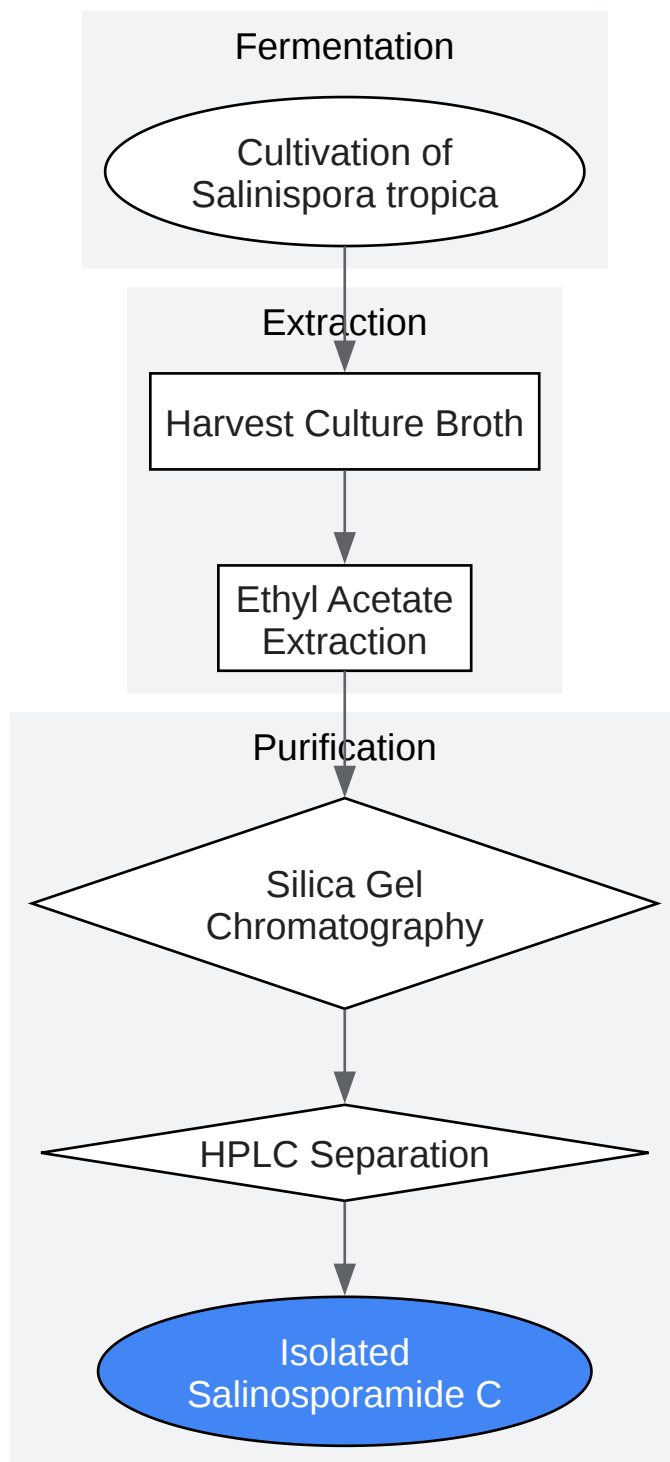 Fermentation
Cultivation of
Salinispora tropica
Extraction
Harvest Culture Broth
Ethyl Acetate
Extraction
Purification
Silica Gel
Chromatography
HPLC Separation
Isolated
Salinosporamide C